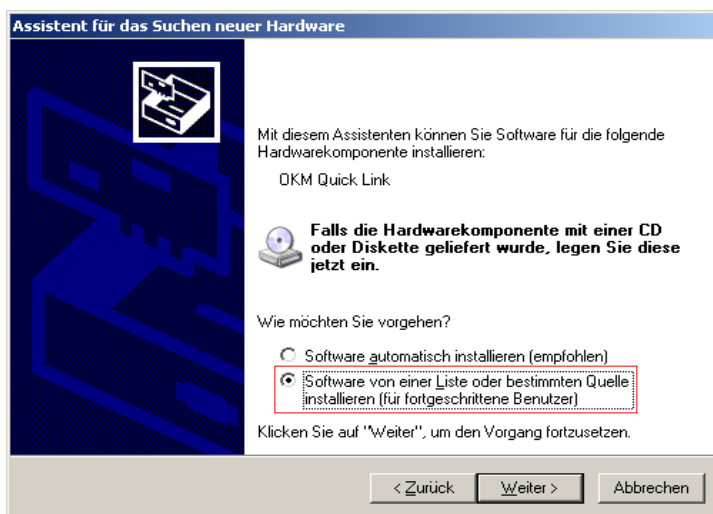 Assistent für das Suchen neuer Hardware
Mit diesem Assistenten können Sie Software für die folgende
Hardwarekomponente installieren:
OKM Quick Link
Falls die Hardwarekomponente mit einer CD
oder Diskette geliefert wurde, legen Sie diese
jetzt ein.
Wie möchten Sie vorgehen?
Software automatisch installieren (empfohlen)
Software von einer Liste oder bestimmten Quelle
installieren (für fortgeschrittene Benutzer)
Klicken Sie auf "Weiter", um den Vorgang fortzusetzen.
< Zurück Weiter > Abbrechen